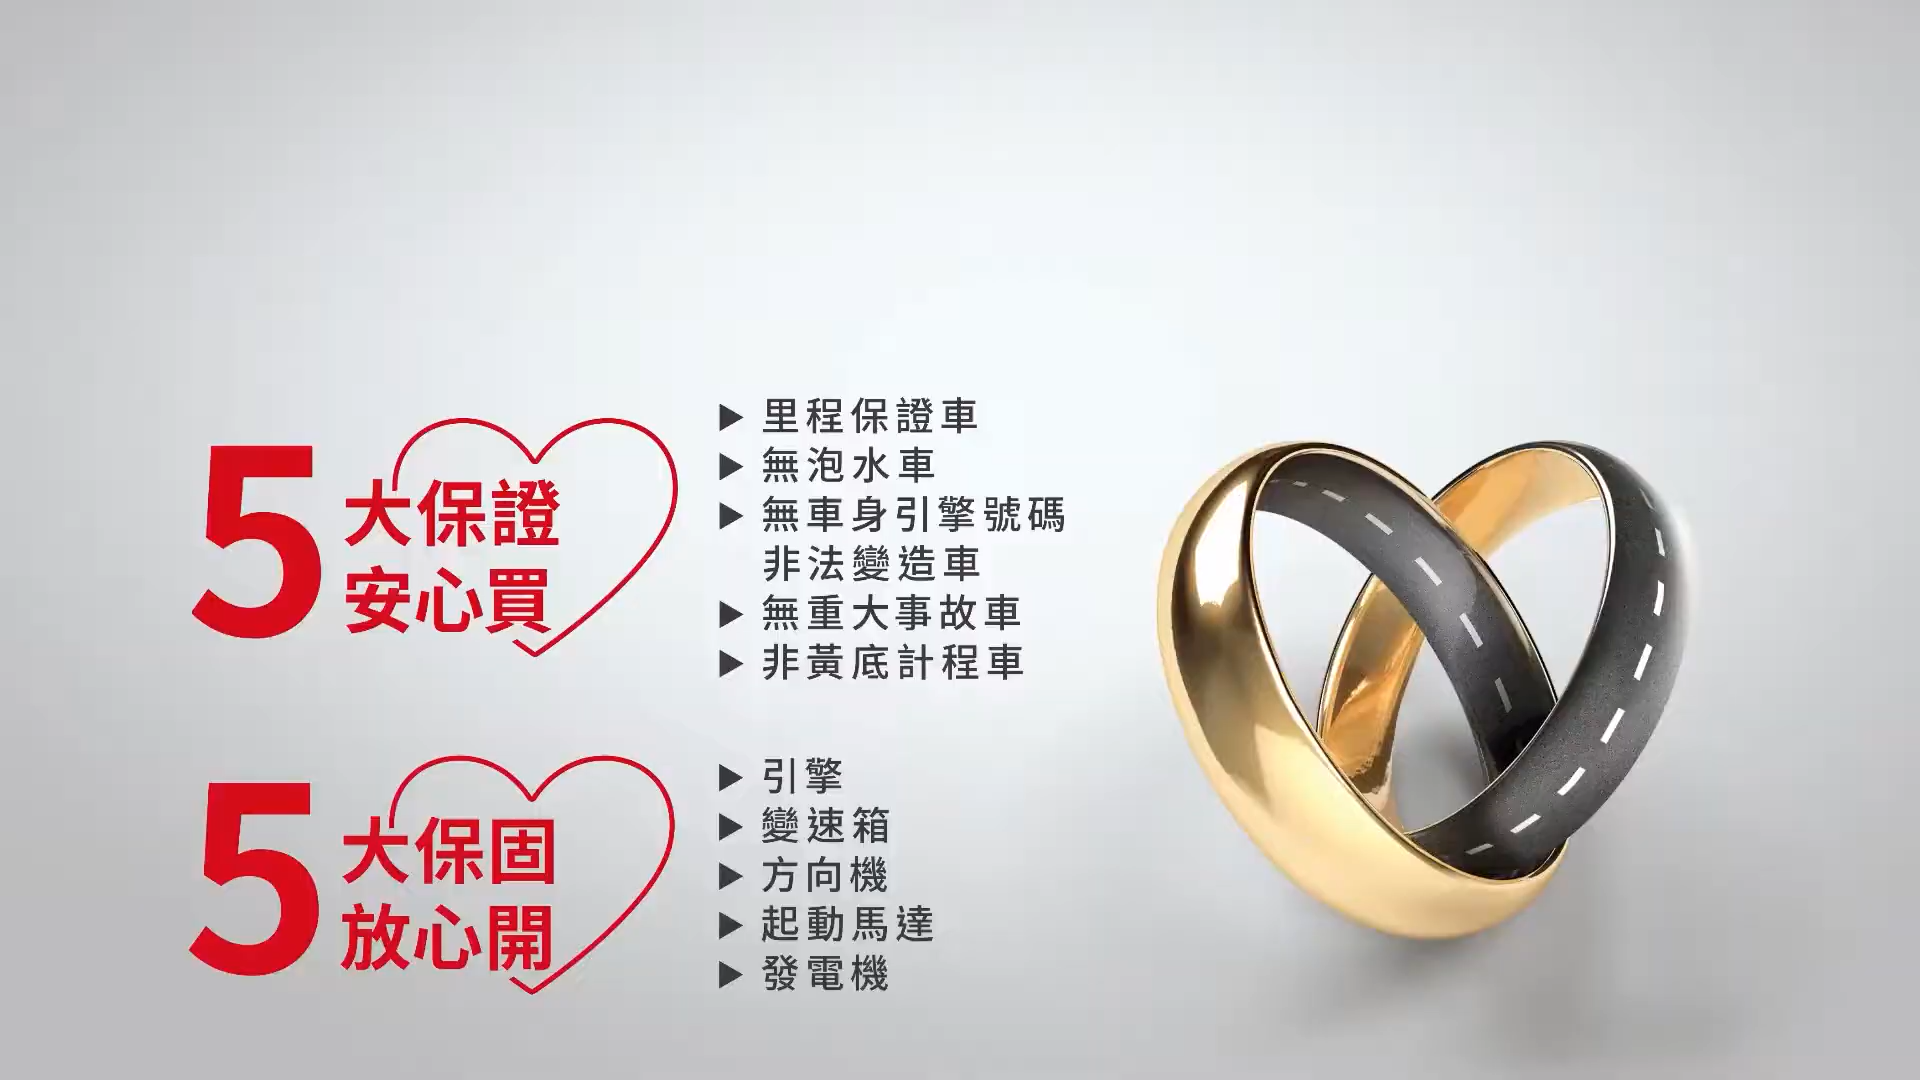 5
大保證
安心買
▶ 里程保證車
▶ 無泡水車
▶ 無車身引擎號碼
非法變造車
▶ 無重大事故車
▶ 非黃底計程車
5
大保固
放心開
▶ 引擎
▶ 變速箱
▶ 方向機
▶ 起動馬達
▶ 發電機